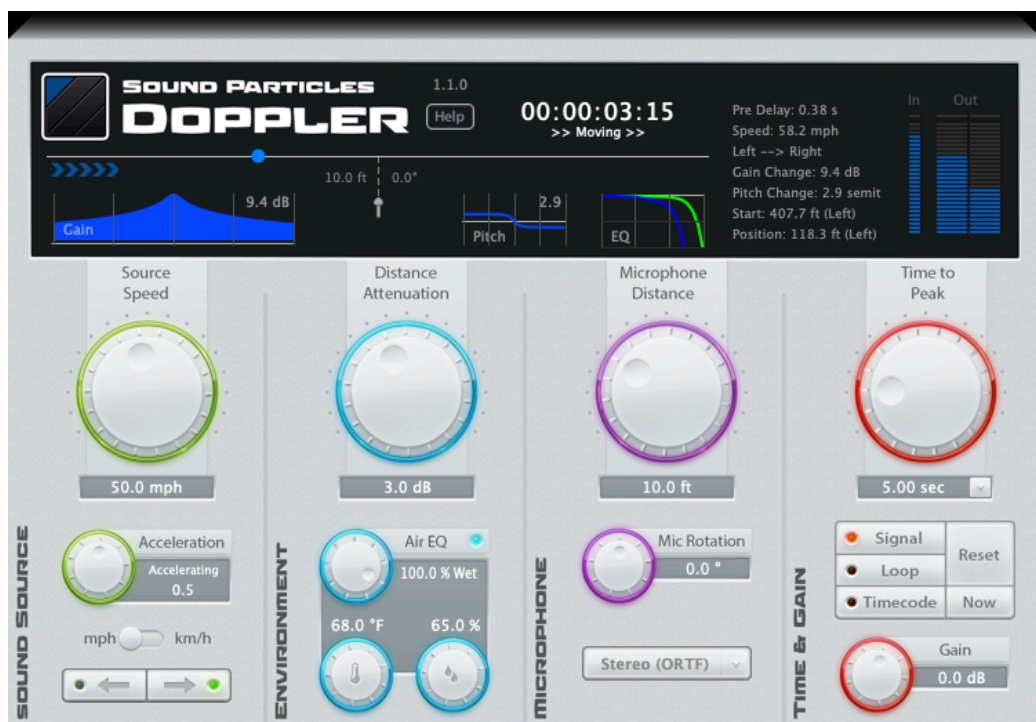 SOUND PARTICLES
DOPPLER
1.1.0
Help
00:00:03:15
>> Moving >>
Pre Delay: 0.38 s
Speed: 58.2 mph
Left --> Right
Gain Change: 9.4 dB
Pitch Change: 2.9 semit
Start: 407.7 ft (Left)
Position: 118.3 ft (Left)
In Out
10.0 ft 0.0°
9.4 dB
Gain
2.9
Pitch
EQ
Source
Speed
50.0 mph
Distance
Attenuation
3.0 dB
Microphone
Distance
10.0 ft
Time to
Peak
5.00 sec
SOUND SOURCE
Acceleration
Accelerating
0.5
mph km/h
ENVIRONMENT
Air EQ
100.0 % Wet
68.0 °F 65.0 %
MICROPHONE
Mic Rotation
0.0 °
Stereo (ORTF)
TIME & GAIN
Signal
Loop
Timecode
Reset
Now
Gain
0.0 dB